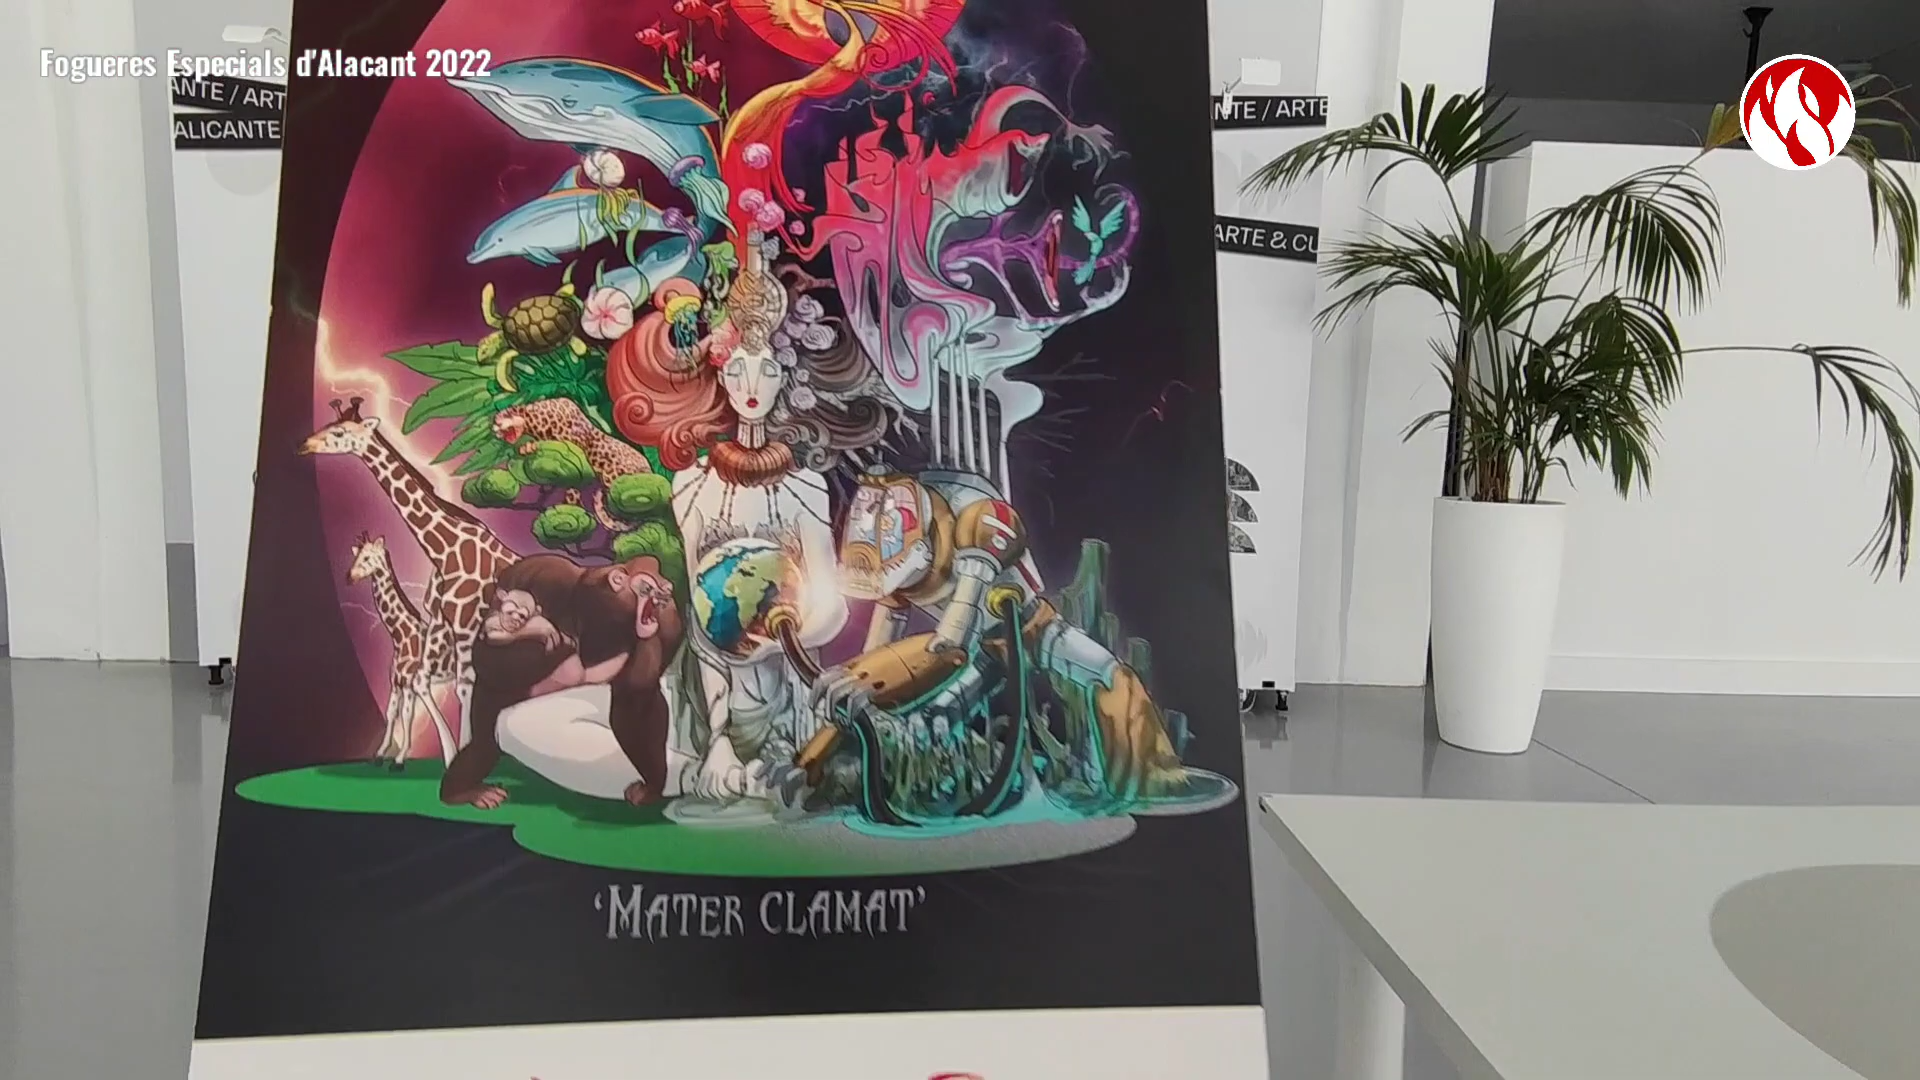 Fogueres Especials d'Alacant 2022
ANTE / ART
ALICANTE
NTE / ARTE
ARTE & CU
‘MATER CLAMAT’